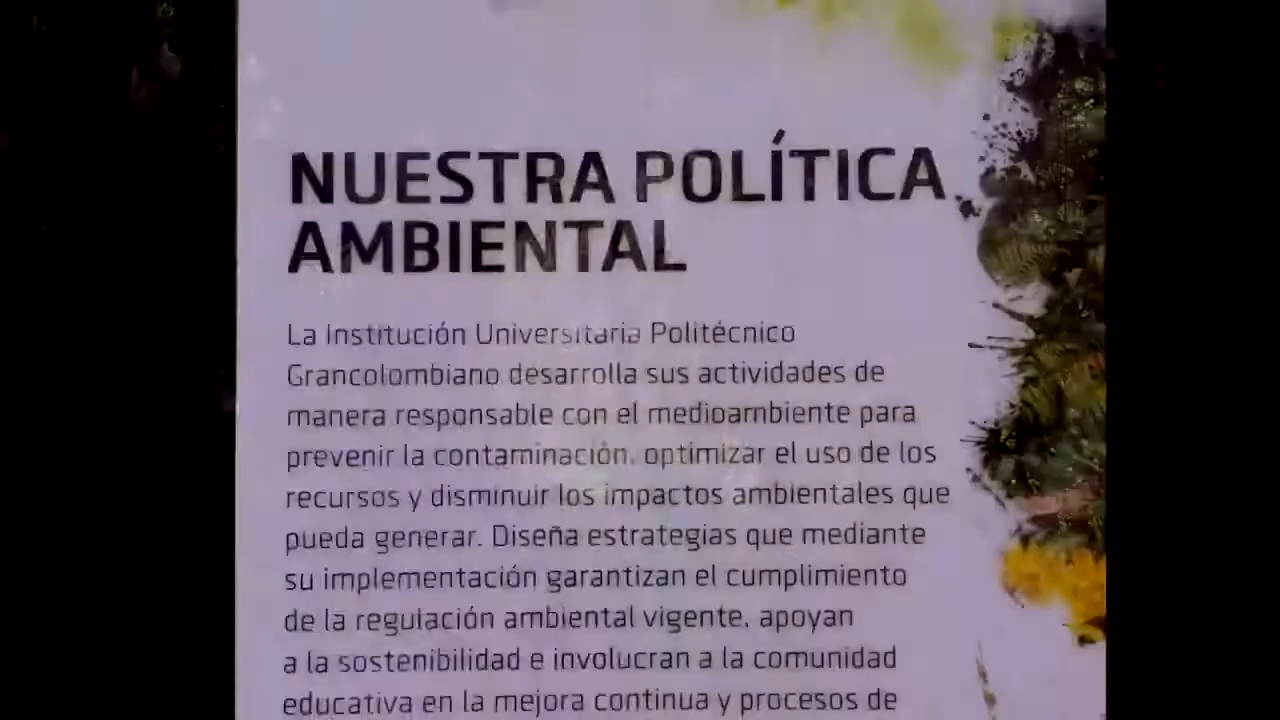 NUESTRA POLÍTICA
AMBIENTAL
La Institución Universitaria Politécnico
Grancolombiano desarrolla sus actividades de
manera responsable con el medioambiente para
prevenir la contaminación, optimizar el uso de los
recursos y disminuir los impactos ambientales que
pueda generar. Diseña estrategias que mediante
su implementación garantizan el cumplimiento
de la regulación ambiental vigente, apoyan
a la sostenibilidad e involucran a la comunidad
educativa en la mejora continua y procesos de